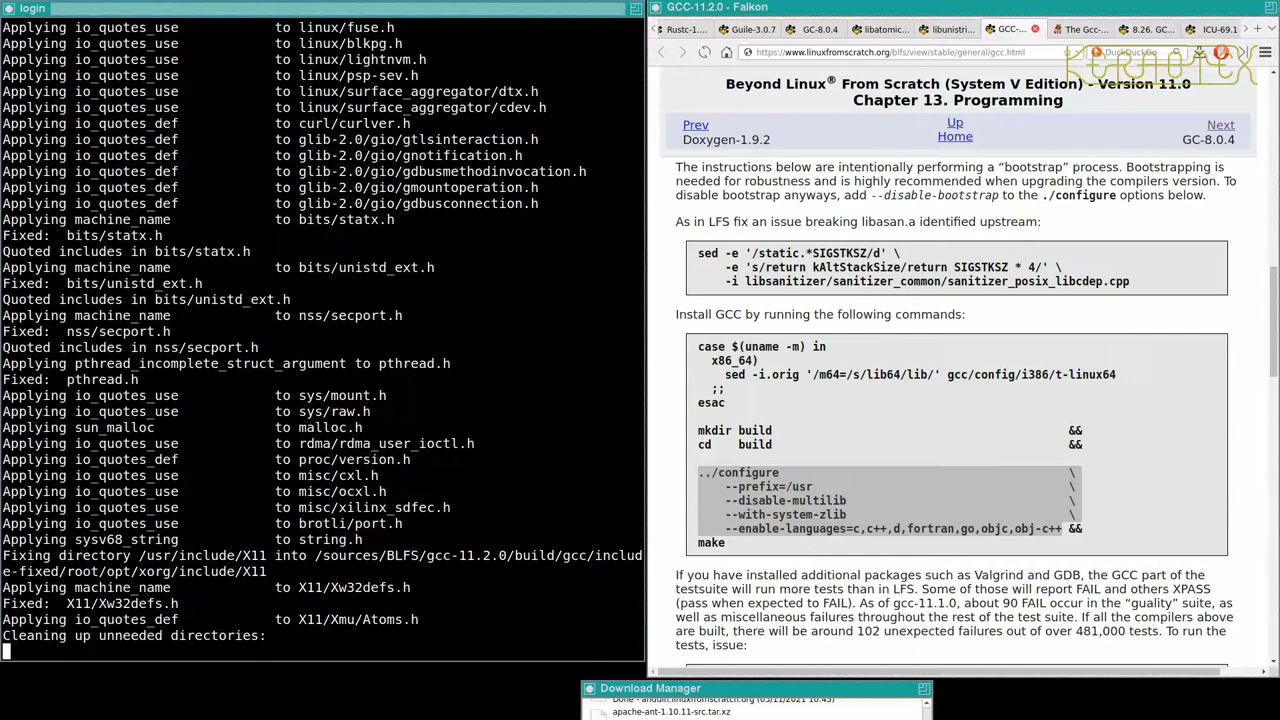 login
Applying io_quotes_use to linux/fuse.h
Applying io_quotes_use to linux/blkpg.h
Applying io_quotes_use to linux/lightnvm.h
Applying io_quotes_use to linux/psp-sev.h
Applying io_quotes_use to linux/surface_aggregator/dtx.h
Applying io_quotes_use to linux/surface_aggregator/cdev.h
Applying io_quotes_def to curl/curlver.h
Applying io_quotes_def to glib-2.0/gio/gtlsinteraction.h
Applying io_quotes_def to glib-2.0/gio/gnotification.h
Applying io_quotes_def to glib-2.0/gio/gdbusmethodinvocation.h
Applying io_quotes_def to glib-2.0/gio/gmountoperation.h
Applying io_quotes_def to glib-2.0/gio/gdbusconnection.h
Applying machine_name to bits/statx.h
Fixed: bits/statx.h
Quoted includes in bits/statx.h
Applying machine_name to bits/unistd_ext.h
Fixed: bits/unistd_ext.h
Quoted includes in bits/unistd_ext.h
Applying machine_name to nss/secport.h
Fixed: nss/secport.h
Quoted includes in nss/secport.h
Applying pthread_incomplete_struct_argument to pthread.h
Fixed: pthread.h
Applying io_quotes_use to sys/mount.h
Applying io_quotes_use to sys/raw.h
Applying sun_malloc to malloc.h
Applying io_quotes_use to rdma/rdma_user_ioctl.h
Applying io_quotes_def to proc/version.h
Applying io_quotes_use to misc/cxl.h
Applying io_quotes_use to misc/ocxl.h
Applying io_quotes_use to misc/xilinx_sdfec.h
Applying io_quotes_def to brotli/port.h
Applying sysv68_string to string.h
Fixing directory /usr/include/X11 into /sources/BLFS/gcc-11.2.0/build/gcc/includ
e-fixed/root/opt/xorg/include/X11
Applying machine_name to X11/Xw32defs.h
Fixed: X11/Xw32defs.h
Applying io_quotes_def to X11/Xmu/Atoms.h
Cleaning up unneeded directories:
GCC-11.2.0 - Falkon
Rustc-1.... Guile-3.0.7 GC-8.0.4 libatomic... libunistri... GCC-... The Gcc-... 8.26. GC... ICU-69.1
https://www.linuxfromscratch.org/blfs/view/stable/general/gcc.html DuckDuckGo
KERNOTEX
Beyond Linux® From Scratch (System V Edition) - Version 11.0
Chapter 13. Programming
Prev Up Next
Doxygen-1.9.2 Home GC-8.0.4
The instructions below are intentionally performing a “bootstrap” process. Bootstrapping is
needed for robustness and is highly recommended when upgrading the compilers version. To
disable bootstrap anyways, add --disable-bootstrap to the ./configure options below.
As in LFS fix an issue breaking libasan.a identified upstream:
sed -e '/static.*SIGSTKSZ/d' \
-e 's/return kAltStackSize/return SIGSTKSZ * 4/' \
-i libsanitizer/sanitizer_common/sanitizer_posix_libcdep.cpp
Install GCC by running the following commands:
case $(uname -m) in
x86_64)
sed -i.orig '/m64=/s/lib64/lib/' gcc/config/i386/t-linux64
;;
esac
mkdir build &&
cd build &&
../configure \
--prefix=/usr \
--disable-multilib \
--with-system-zlib \
--enable-languages=c,c++,d,fortran,go,objc,obj-c++ &&
make
If you have installed additional packages such as Valgrind and GDB, the GCC part of the
testsuite will run more tests than in LFS. Some of those will report FAIL and others XPASS
(pass when expected to FAIL). As of gcc-11.1.0, about 90 FAIL occur in the “guality” suite, as
well as miscellaneous failures throughout the rest of the test suite. If all the compilers above
are built, there will be around 102 unexpected failures out of over 481,000 tests. To run the
tests, issue:
Download Manager
Done - anduin.linuxfromscratch.org (05/11/2021 10:43)
apache-ant-1.10.11-src.tar.xz